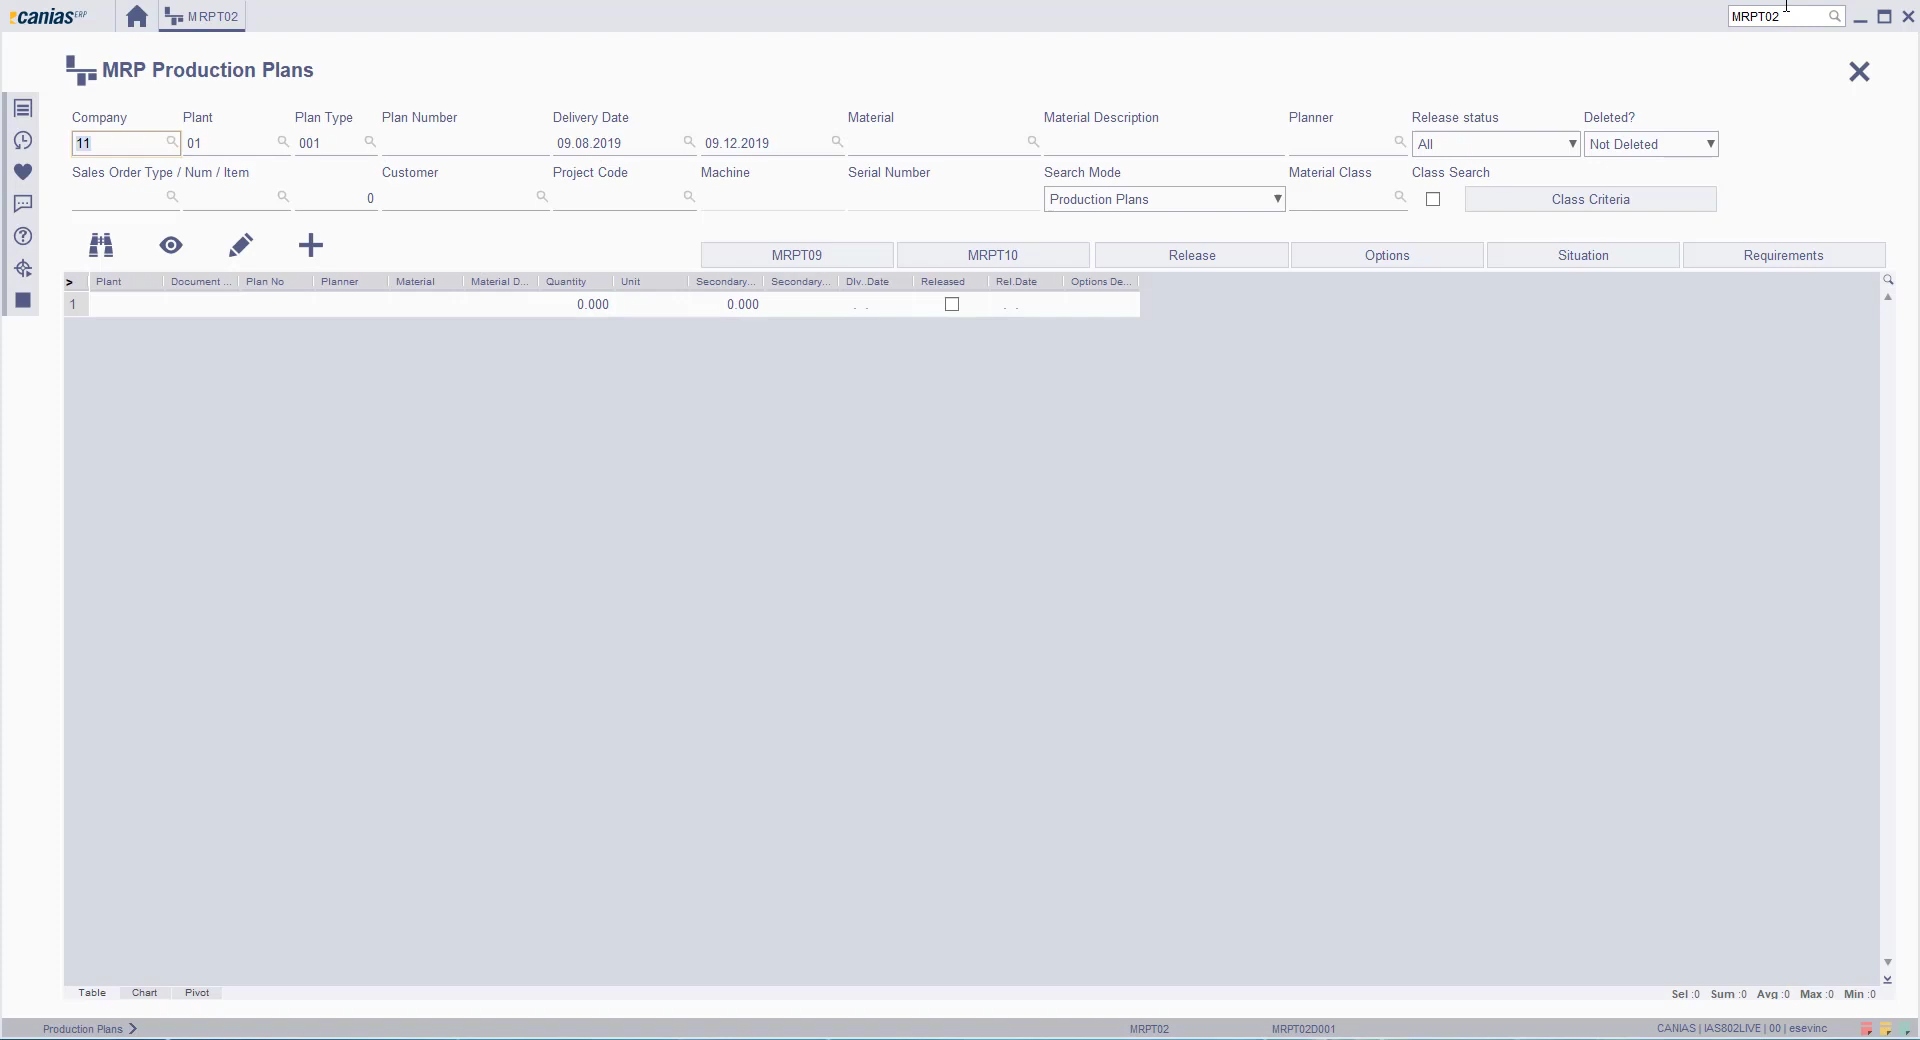 canias ERP
MRPT02
MRPT02
MRP Production Plans
Company Plant Plan Type Plan Number Delivery Date Material Material Description Planner Release status Deleted?
11 01 001 09.08.2019 09.12.2019 All Not Deleted
Sales Order Type / Num / Item Customer Project Code Machine Serial Number Search Mode Material Class Class Search
0 Production Plans Class Criteria
MRPT09 MRPT10 Release Options Situation Requirements
> Plant Document ... Plan No Planner Material Material D... Quantity Unit Secondary... Secondary... Dlv..Date Released Rel.Date Options De...
1 0.000 0.000 . . . .
Table Chart Pivot
Sel :0 Sum :0 Avg :0 Max :0 Min :0
Production Plans MRPT02 MRPT02D001 CANIAS | IAS802LIVE | 00 | esevinc